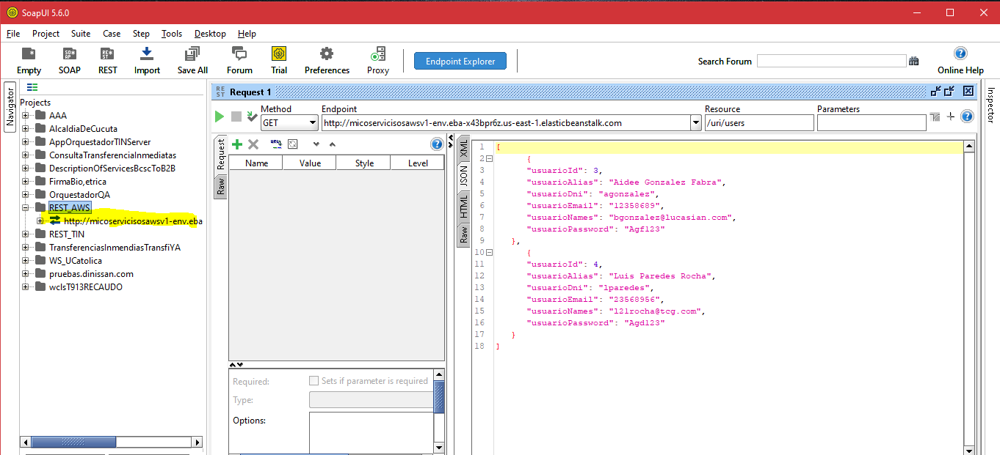 SoapUI 5.6.0
File Project Suite Case Step Tools Desktop Help
Empty SOAP REST Import Save All Forum Trial Preferences Proxy Endpoint Explorer Search Forum Online Help
Navigator
Projects
AAA
AlcaldiaDeCucuta
AppOrquestadorTINServer
ConsultaTransferenciaInmediatas
DescriptionOfServicesBcscToB2B
FirmaBio,etrica
OrquestadorQA
REST_AWS
http://micoservicisosawsv1-env.eba
REST_TIN
TransferenciasInmendiasTransfiYA
WS_UCatolica
pruebas.dinissan.com
wclsT913RECAUDO
REST Request 1
Method Endpoint Resource Parameters
GET http://micoservicisosawsv1-env.eba-x43bpr6z.us-east-1.elasticbeanstalk.com /uri/users
Request
Raw
Name Value Style Level
Required: Sets if parameter is required
Type:
Options:
XML
JSON
HTML
Raw
1 [
2 {
3 "usuarioId": 3,
4 "usuarioAlias": "Aidee Gonzalez Fabra",
5 "usuarioDni": "agonzalez",
6 "usuarioEmail": "12358689",
7 "usuarioNames": "bgonzalez@lucasian.com",
8 "usuarioPassword": "Agf123"
9 },
10 {
11 "usuarioId": 4,
12 "usuarioAlias": "Luis Paredes Rocha",
13 "usuarioDni": "lparedes",
14 "usuarioEmail": "23568956",
15 "usuarioNames": "l21rocha@tcg.com",
16 "usuarioPassword": "Agd123"
17 }
18 ]
Inspector